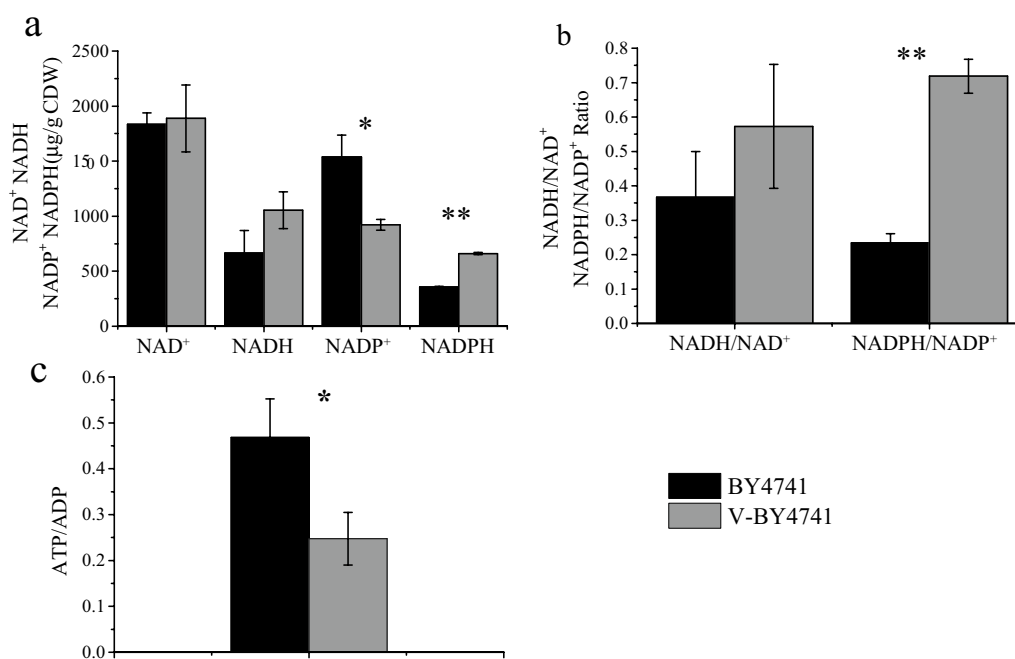 a
NAD⁺ NADH
NADP⁺ NADPH(μg/g CDW)
2500
2000
15 0
1000
500
0
*
**
NAD⁺
NADH
NADP⁺
NADPH
b
NADH/NAD⁺
NADPH/NADP⁺ Ratio
0.8
0.7
0.6
0.5
0.4
0.3
0.2
0.1
0.0
**
NADH/NAD⁺
NADPH/NADP⁺
c
ATP/ADP
0.6
0.5
0.4
0.3
0.2
0.1
0.0
*
BY4741
V-BY4741